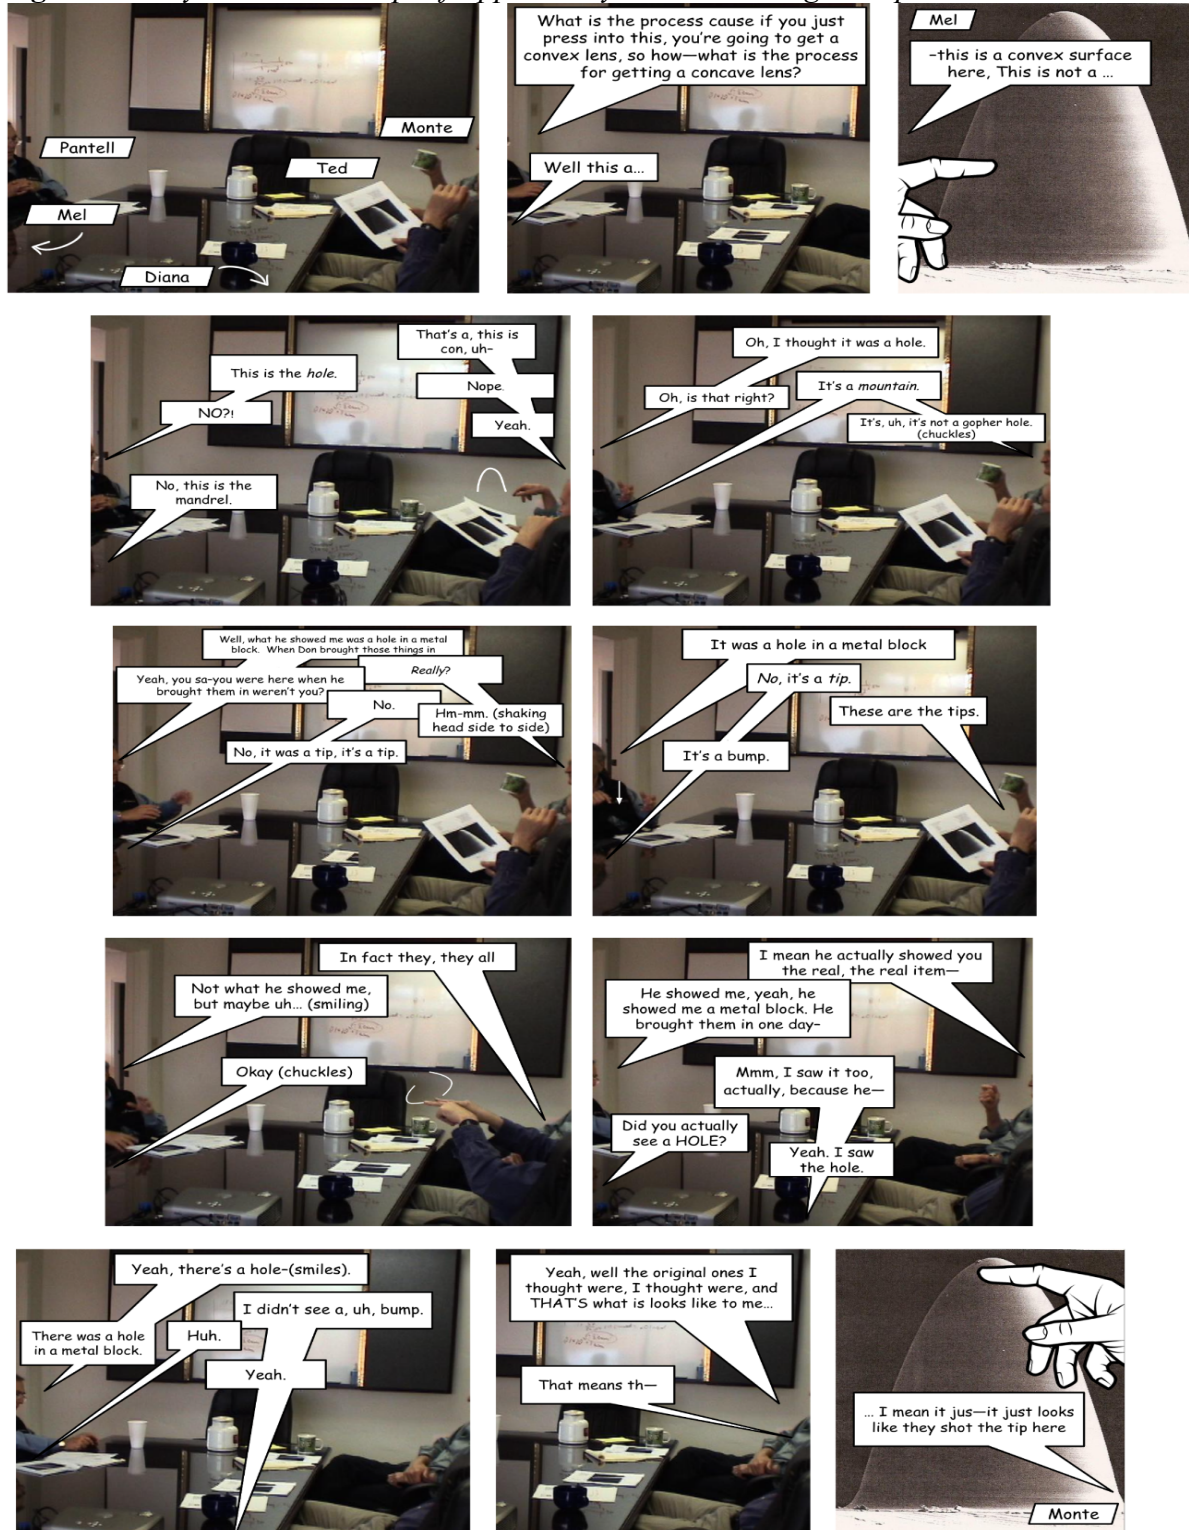 Pantell
Mel
Diana
Ted
Monte
What is the process cause if you just
press into this, you're going to get a
convex lens, so how—what is the process
for getting a concave lens?
Well this a...
Mel
–this is a convex surface
here, This is not a ...
That's a, this is
con, uh–
This is the hole.
Nope.
NO?!
Yeah.
No, this is the
mandrel.
Oh, I thought it was a hole.
It's a mountain.
Oh, is that right?
It's, uh, it's not a gopher hole.
(chuckles)
Well, what he showed me was a hole in a metal
block. When Don brought those things in
Really?
Yeah, you sa–you were here when he
brought them in weren't you?
No.
Hm-mm. (shaking
head side to side)
No, it was a tip, it's a tip.
It was a hole in a metal block
No, it's a tip.
These are the tips.
It's a bump.
In fact they, they all
Not what he showed me,
but maybe uh... (smiling)
Okay (chuckles)
I mean he actually showed you
the real, the real item—
He showed me, yeah, he
showed me a metal block. He
brought them in one day–
Mmm, I saw it too,
actually, because he—
Did you actually
see a HOLE?
Yeah. I saw
the hole.
Yeah, there's a hole–(smiles).
I didn't see a, uh, bump.
There was a hole
in a metal block.
Huh.
Yeah.
Yeah, well the original ones I
thought were, I thought were, and
THAT'S what is looks like to me...
That means th—
... I mean it jus—it just looks
like they shot the tip here
Monte